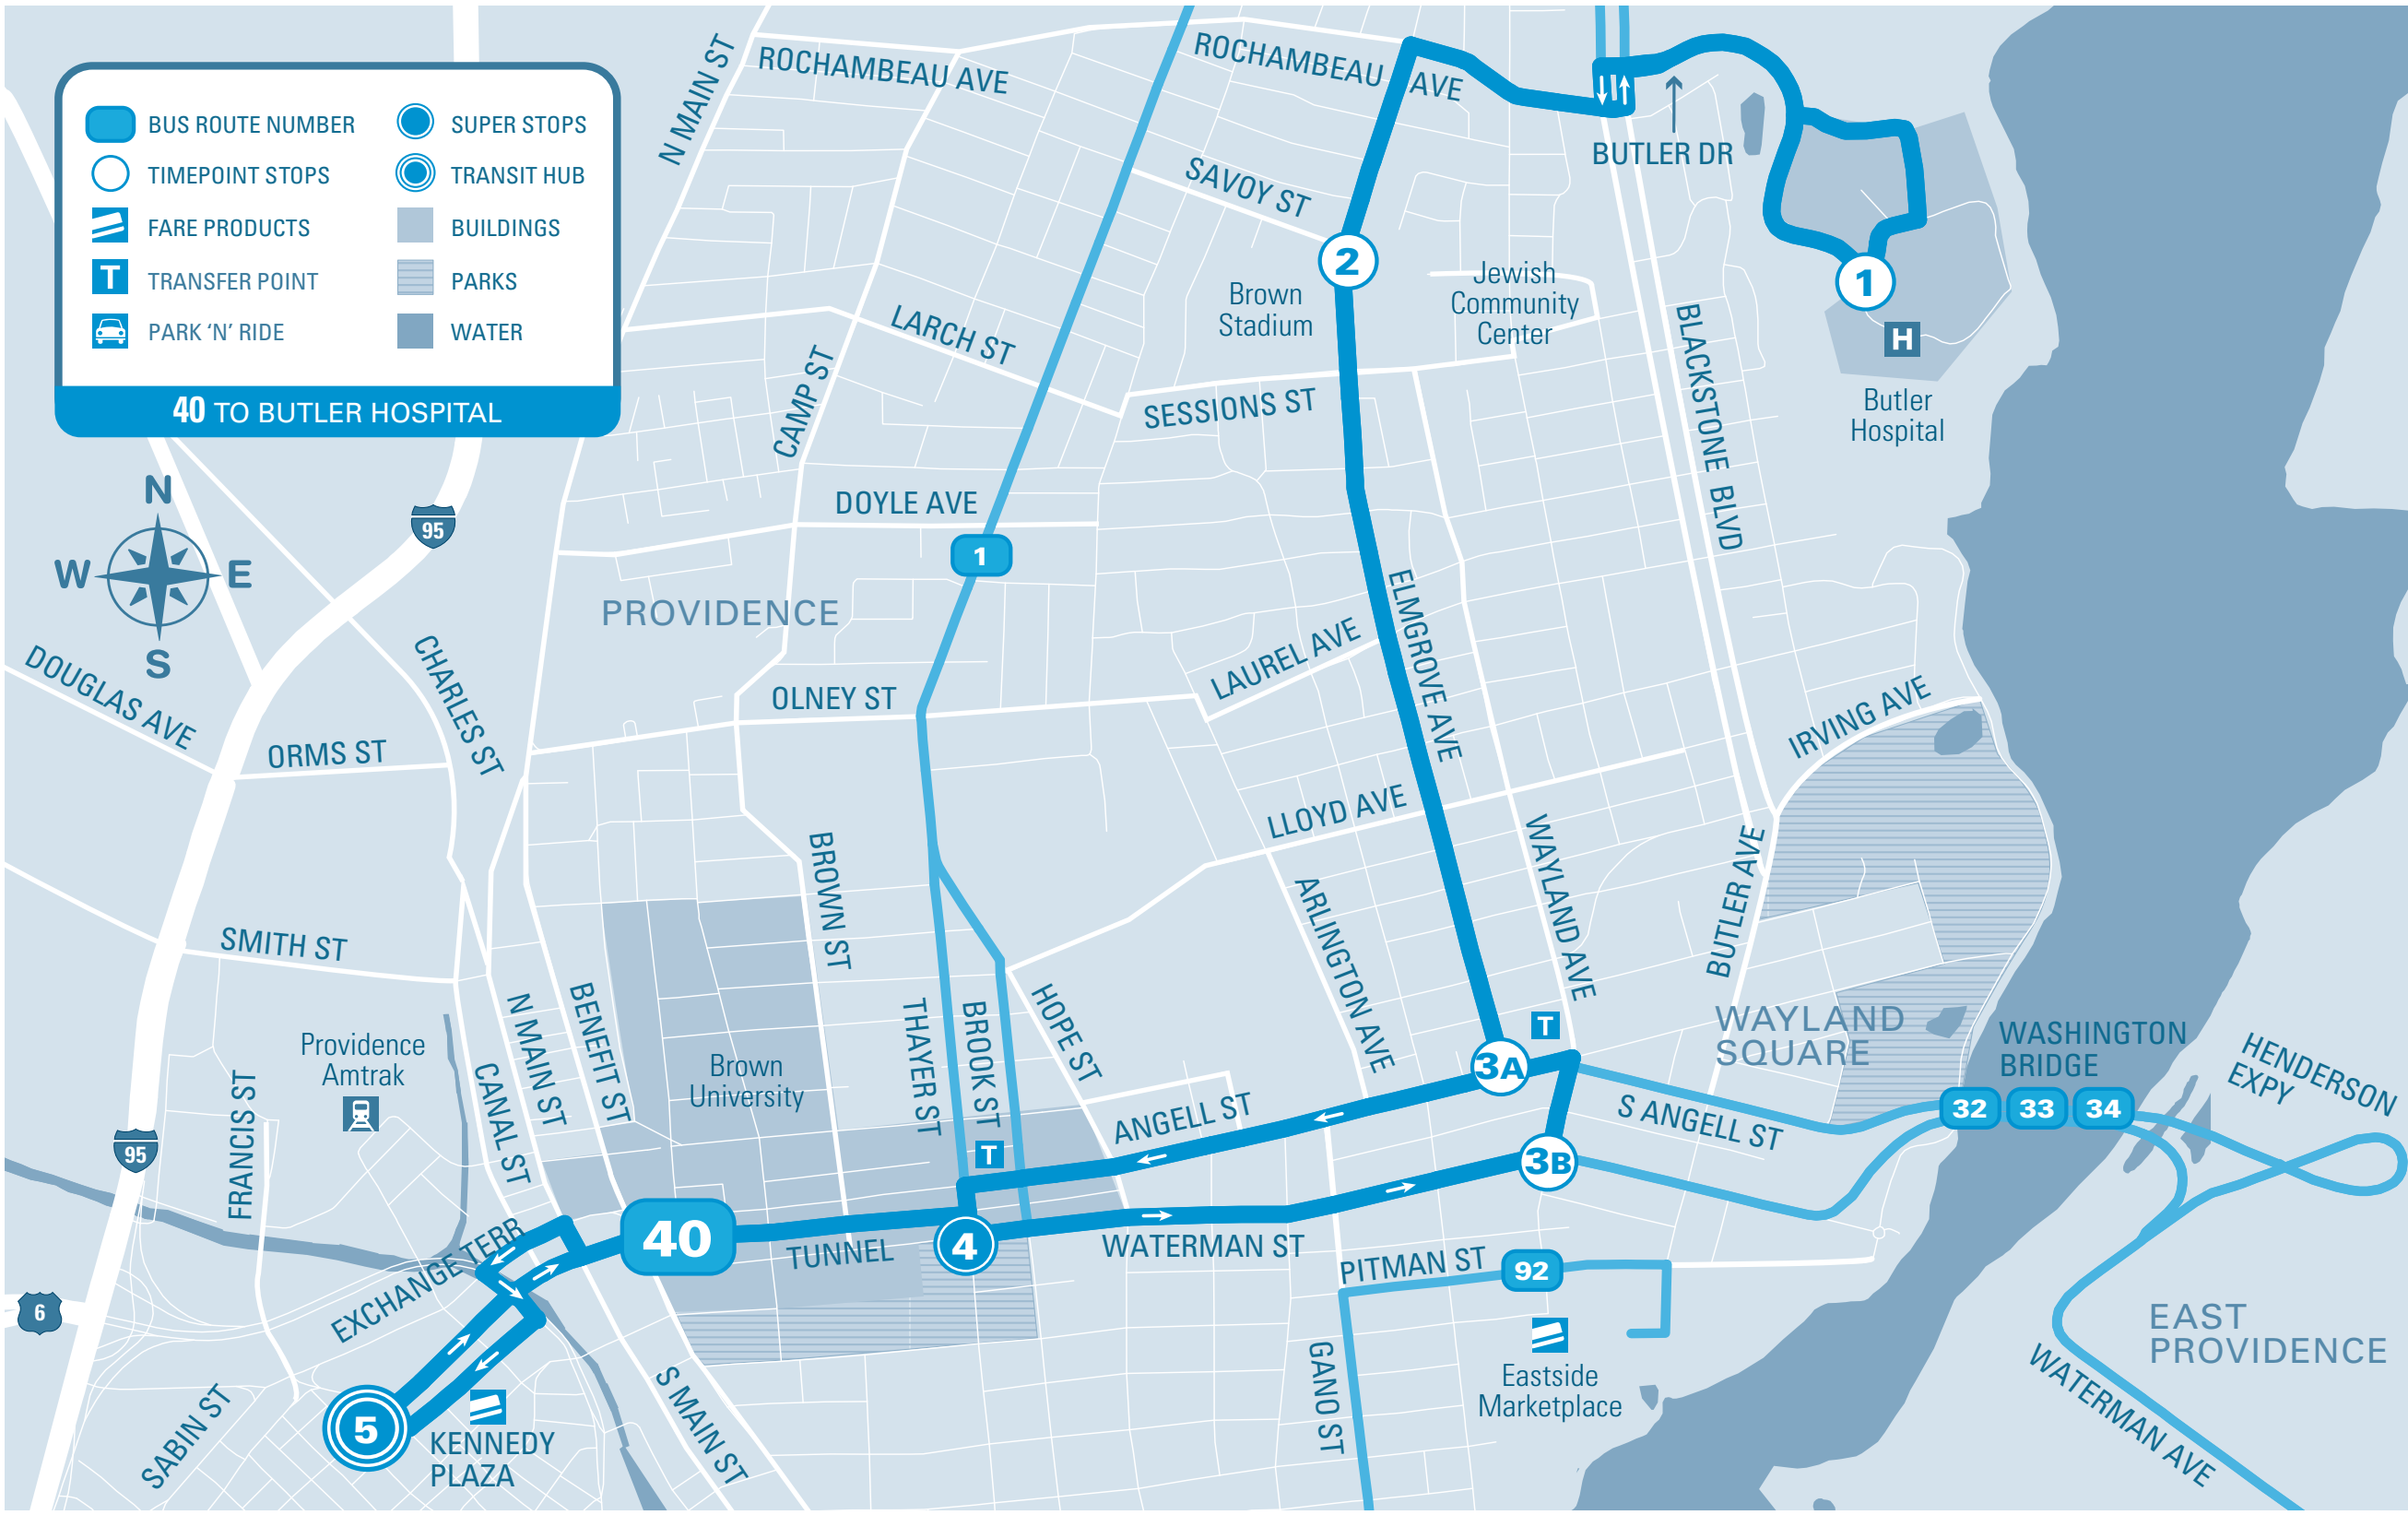 BUS ROUTE NUMBER
SUPER STOPS
TIMEPOINT STOPS
TRANSIT HUB
FARE PRODUCTS
BUILDINGS
T
TRANSFER POINT
PARKS
PARK ‘N’ RIDE
WATER
40 TO BUTLER HOSPITAL
N MAIN ST
ROCHAMBEAU AVE
ROCHAMBEAU AVE
BUTLER DR
SAVOY ST
2
1
Brown
Stadium
Jewish
Community
Center
H
Butler
Hospital
LARCH ST
CAMP ST
SESSIONS ST
BLACKSTONE BLVD
N
W
E
S
95
DOYLE AVE
1
PROVIDENCE
ELMGROVE AVE
LAUREL AVE
DOUGLAS AVE
CHARLES ST
ORMS ST
OLNEY ST
IRVING AVE
LLOYD AVE
WAYLAND AVE
BUTLER AVE
BROWN ST
ARLINGTON AVE
SMITH ST
N MAIN ST
BENEFIT ST
THAYER ST
BROOK ST
HOPE ST
Providence
Amtrak
Brown
University
T
3A
WAYLAND
SQUARE
WASHINGTON
BRIDGE
HENDERSON
EXPY
32
33
34
FRANCIS ST
CANAL ST
95
T
ANGELL ST
S ANGELL ST
3B
EXCHANGE TERR
40
TUNNEL
4
WATERMAN ST
PITMAN ST
92
6
EAST
PROVIDENCE
Eastside
Marketplace
GANO ST
S MAIN ST
SABIN ST
5
KENNEDY
PLAZA
WATERMAN AVE